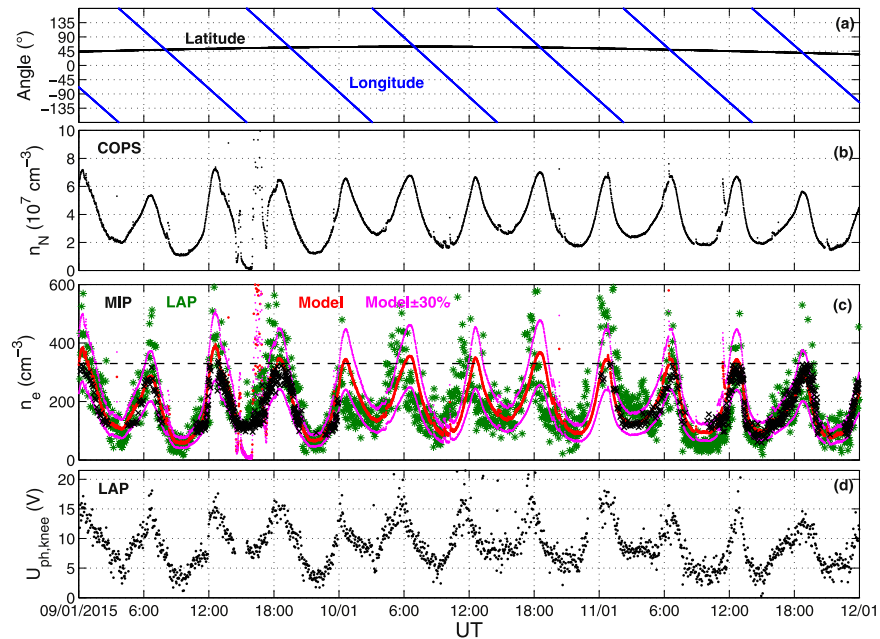 (a)
Latitude
Longitude
Angle (°)
135
90
45
0
−45
−90
−135
(b)
COPS
n_N (10^7 cm^−3)
10
8
6
4
2
0
(c)
MIP LAP Model Model±30%
n_e (cm^−3)
600
400
200
0
(d)
LAP
U_ph,knee (V)
20
15
10
5
0
09/01/2015 6:00 12:00 18:00 10/01 6:00 12:00 18:00 11/01 6:00 12:00 18:00 12/01
UT